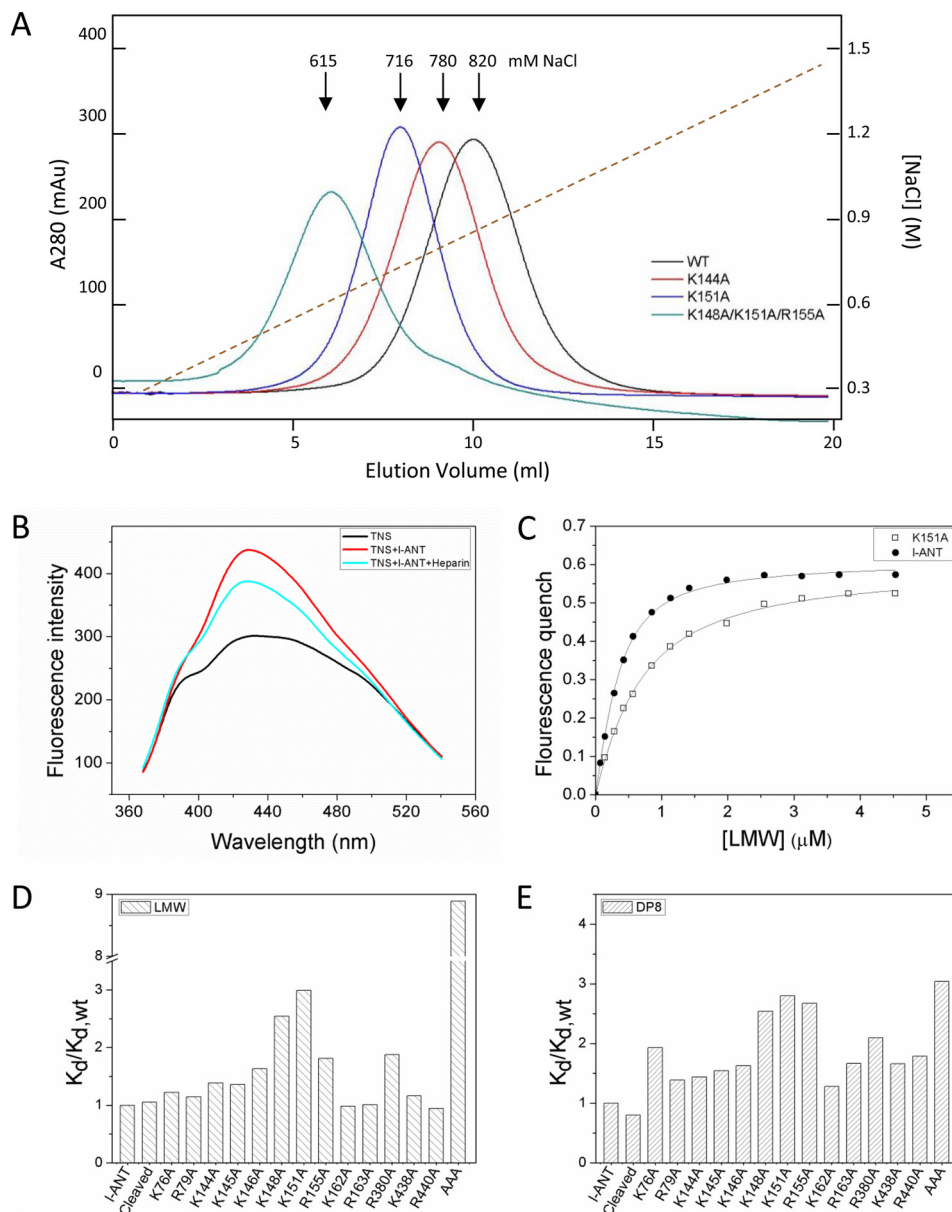 A
400
300
200
100
0
A280 (mAu)
615 716 780 820 mM NaCl
WT
K144A
K151A
K148A/K151A/R155A
1.5
1.2
0.9
0.6
0.3
[NaCl] (M)
0 5 10 15 20
Elution Volume (ml)
B
400
300
200
100
Fluorescence intensity
TNS
TNS+I-ANT
TNS+I-ANT+Heparin
360 400 440 480 520 560
Wavelength (nm)
C
0.7
0.6
0.5
0.4
0.3
0.2
0.1
0.0
Flourescence quench
K151A
I-ANT
0 1 2 3 4 5
[LMW] (μM)
D
9
8
3
2
1
0
Kd/Kd,wt
LMW
I-ANT
Cleaved
K76A
R79A
K144A
K145A
K146A
K148A
K151A
R155A
K162A
R163A
R380A
K438A
R440A
AAA
E
4
3
2
1
0
Kd/Kd,wt
DP8
I-ANT
Cleaved
K76A
R79A
K144A
K145A
K146A
K148A
K151A
R155A
K162A
R163A
R380A
K438A
R440A
AAA